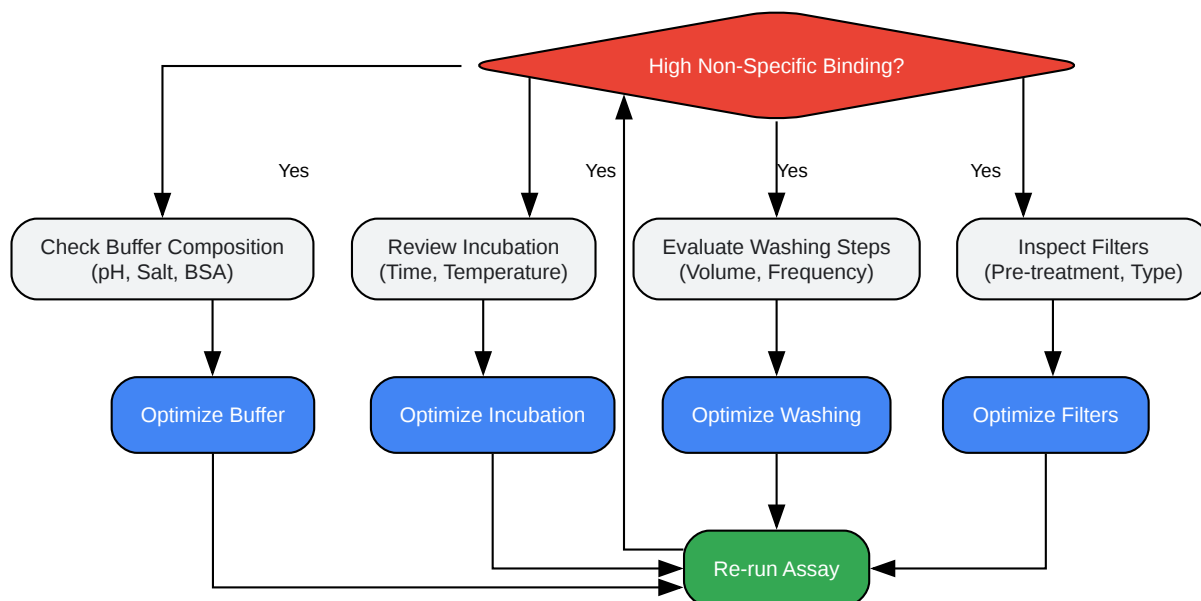 High Non-Specific Binding?
Yes
Yes
Yes
Yes
Check Buffer Composition
(pH, Salt, BSA)
Review Incubation
(Time, Temperature)
Evaluate Washing Steps
(Volume, Frequency)
Inspect Filters
(Pre-treatment, Type)
Optimize Buffer
Optimize Incubation
Optimize Washing
Optimize Filters
Re-run Assay